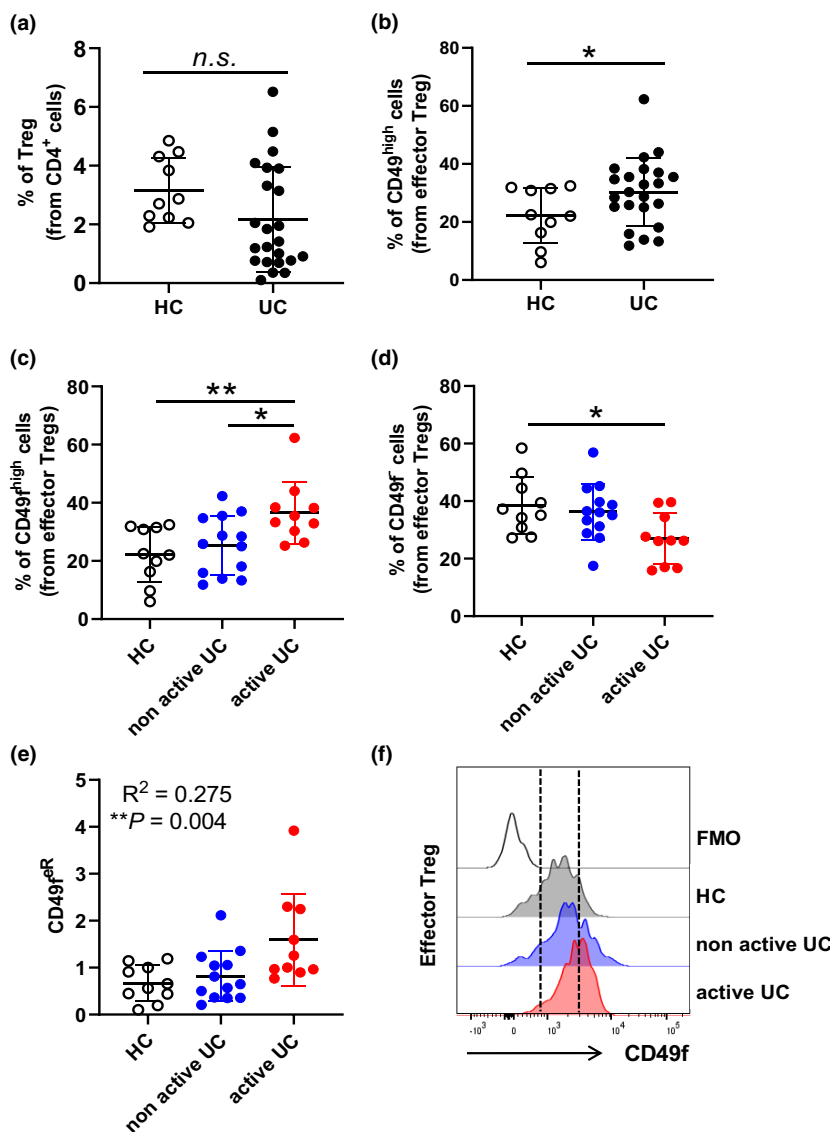 (a)
n.s.
% of Treg
(from CD4⁺ cells)
8
6
4
2
0
HC
UC
(b)
*
% of CD49ʰⁱᵍʰ cells
(from effector Treg)
80
60
40
20
0
HC
UC
(c)
**
*
% of CD49fʰⁱᵍʰ cells
(from effector Tregs)
80
60
40
20
0
HC
non active UC
active UC
(d)
*
% of CD49f⁻ cells
(from effector Tregs)
80
60
40
20
0
HC
non active UC
active UC
(e)
R² = 0.275
**P = 0.004
CD49fᵉᴿ
5
4
3
2
1
0
HC
non active UC
active UC
(f)
Effector Treg
FMO
HC
non active UC
active UC
-10³
0
10³
10⁴
10⁵
CD49f